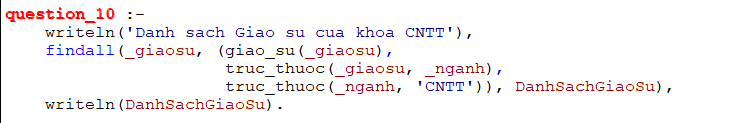 question_10 :-
writeln('Danh sach Giao su cua khoa CNTT'),
findall(_giaosu, (giao_su(_giaosu),
truc_thuoc(_giaosu, _nganh),
truc_thuoc(_nganh, 'CNTT')), DanhSachGiaoSu),
writeln(DanhSachGiaoSu).